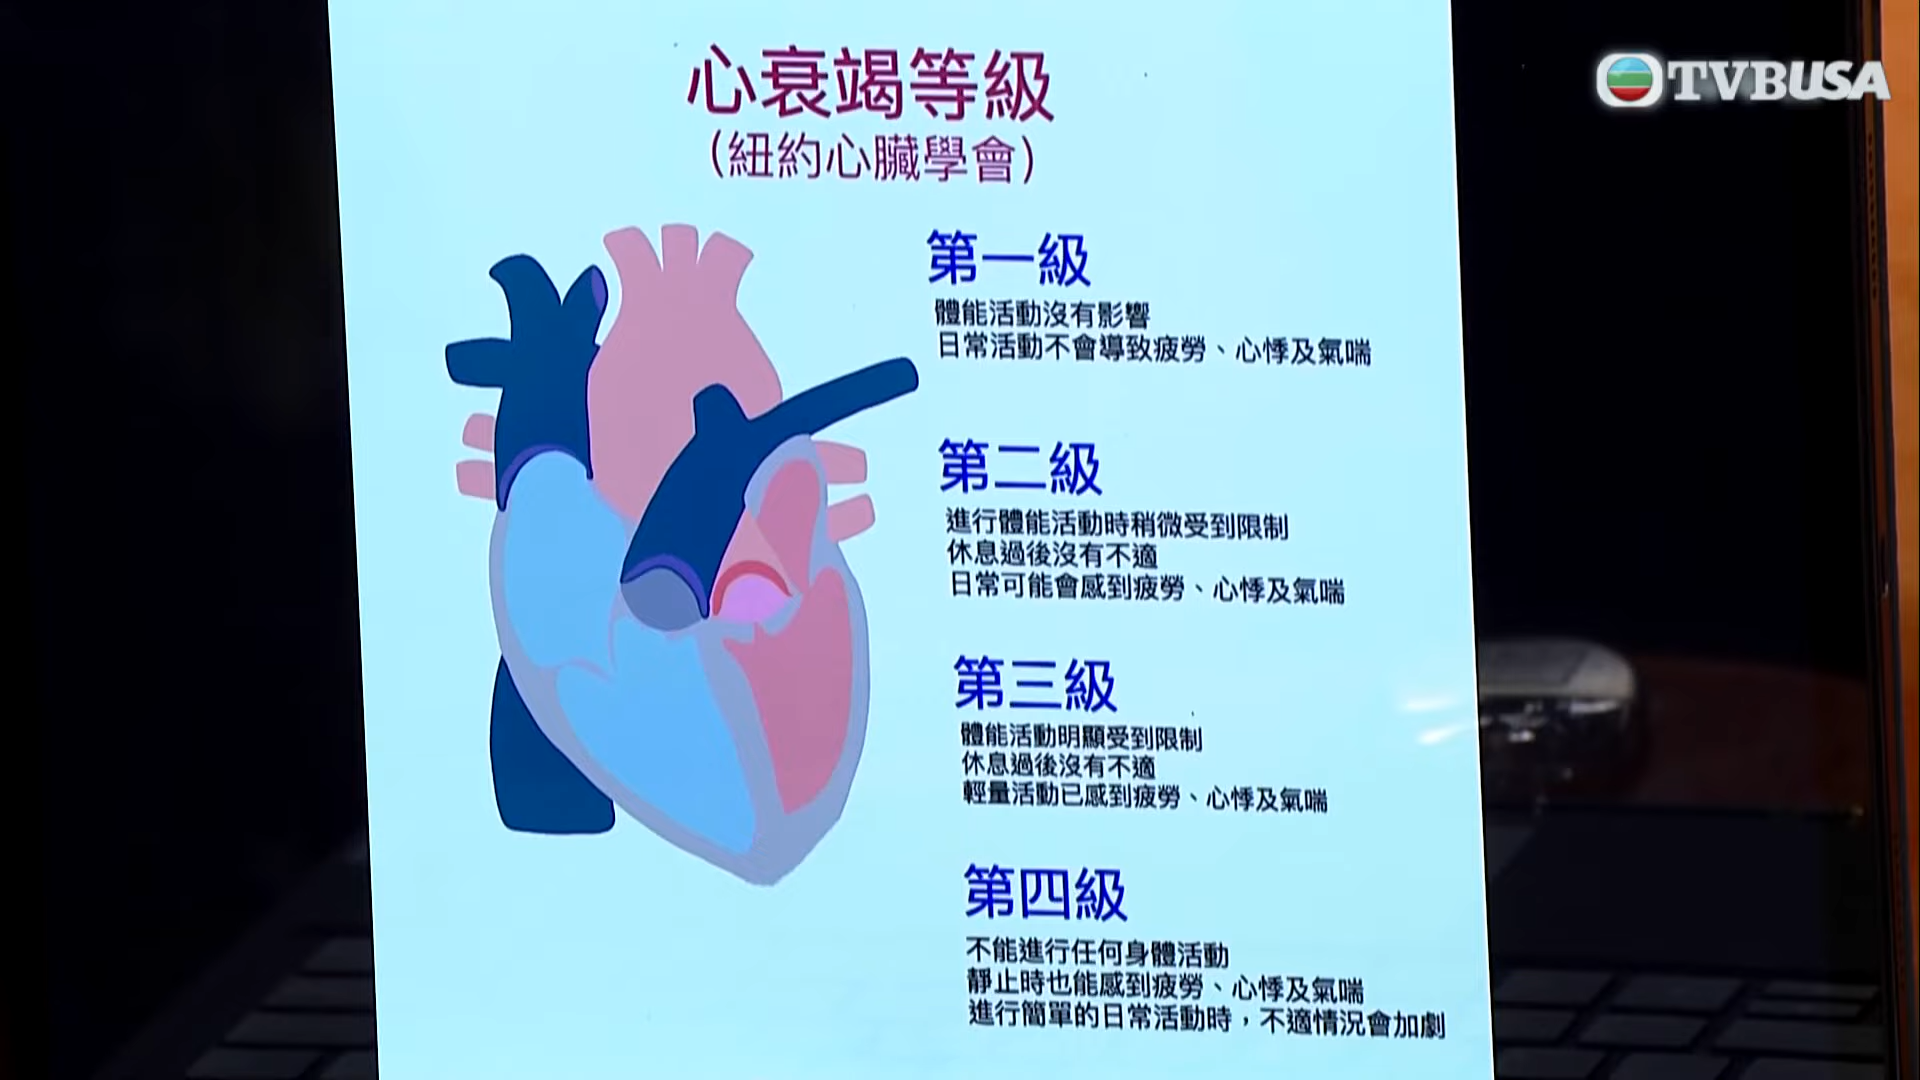 TVBUSA
心衰竭等級
(紐約心臟學會)
第一級
體能活動沒有影響
日常活動不會導致疲勞、心悸及氣喘
第二級
進行體能活動時稍微受到限制
休息過後沒有不適
日常可能會感到疲勞、心悸及氣喘
第三級
體能活動明顯受到限制
休息過後沒有不適
輕量活動已感到疲勞、心悸及氣喘
第四級
不能進行任何身體活動
靜止時也能感到疲勞、心悸及氣喘
進行簡單的日常活動時，不適情況會加劇